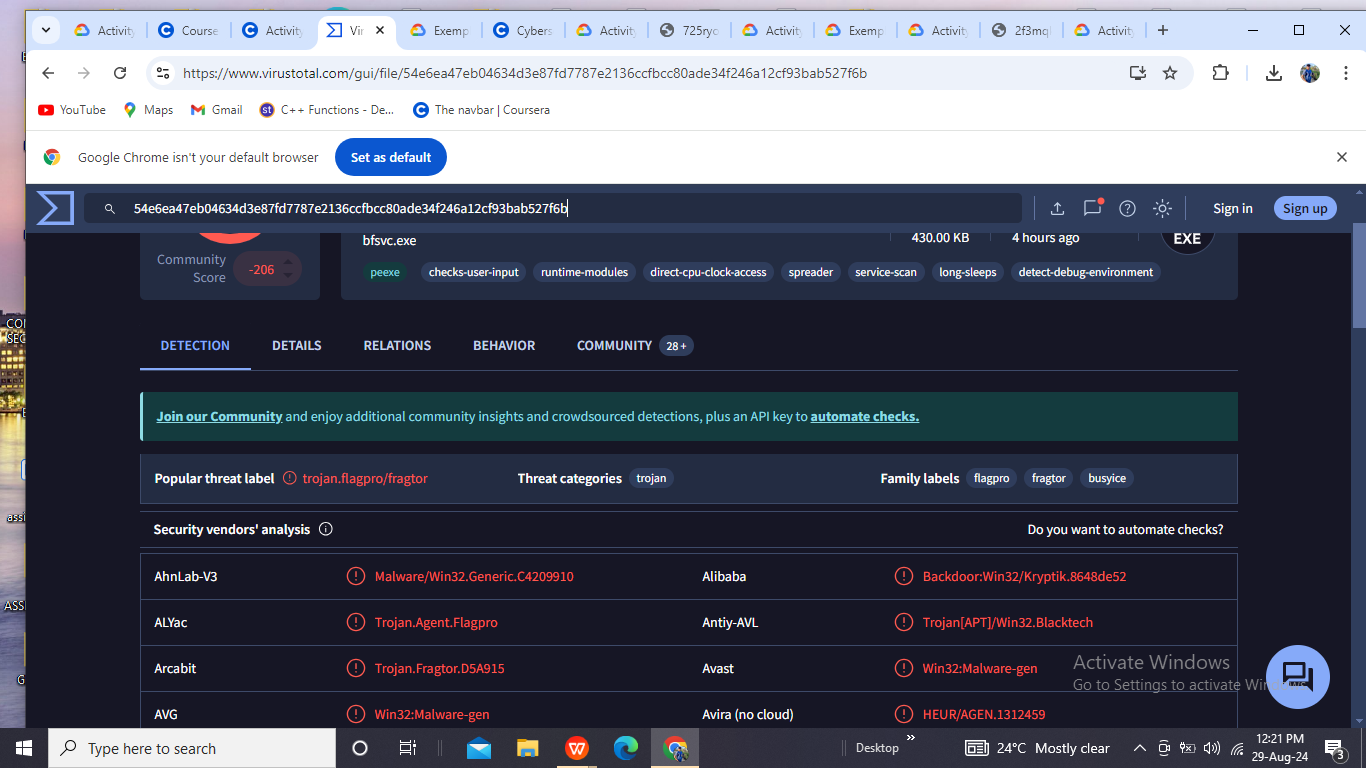 Activity
Course
Activity
Vir
Exemp
Cybers
Activity
725ryc
Activity
Exemp
Activity
2f3mq
Activity
https://www.virustotal.com/gui/file/54e6ea47eb04634d3e87fd7787e2136ccfbcc80ade34f246a12cf93bab527f6b
YouTube
Maps
Gmail
C++ Functions - De...
The navbar | Coursera
Google Chrome isn't your default browser
Set as default
54e6ea47eb04634d3e87fd7787e2136ccfbcc80ade34f246a12cf93bab527f6b
Sign in
Sign up
Community
Score
-206
bfsvc.exe
430.00 KB
4 hours ago
EXE
peexe
checks-user-input
runtime-modules
direct-cpu-clock-access
spreader
service-scan
long-sleeps
detect-debug-environment
DETECTION
DETAILS
RELATIONS
BEHAVIOR
COMMUNITY
28+
Join our Community and enjoy additional community insights and crowdsourced detections, plus an API key to automate checks.
Popular threat label
trojan.flagpro/fragtor
Threat categories
trojan
Family labels
flagpro
fragtor
busyice
Security vendors' analysis
Do you want to automate checks?
AhnLab-V3
Malware/Win32.Generic.C4209910
Alibaba
Backdoor:Win32/Kryptik.8648de52
ALYac
Trojan.Agent.Flagpro
Antiy-AVL
Trojan[APT]/Win32.Blacktech
Arcabit
Trojan.Fragtor.D5A915
Avast
Win32:Malware-gen
AVG
Win32:Malware-gen
Avira (no cloud)
HEUR/AGEN.1312459
Activate Windows
Go to Settings to activate Windows.
Type here to search
Desktop
24°C Mostly clear
12:21 PM
29-Aug-24
3